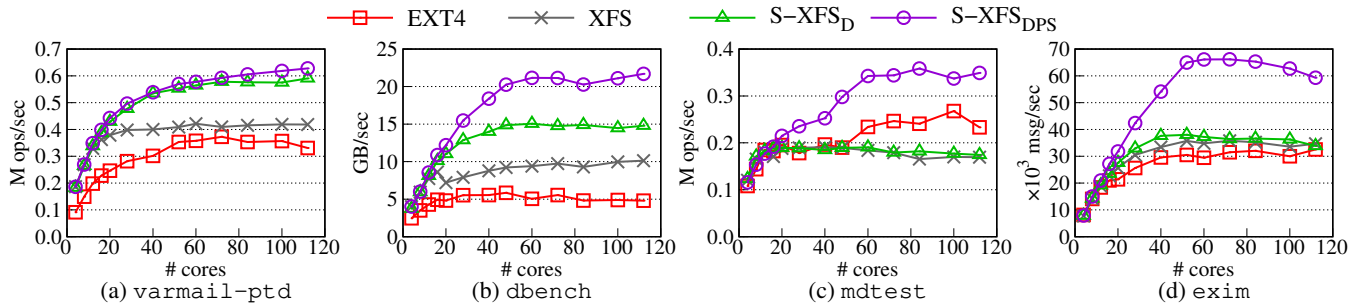 EXT4 XFS S-XFS_D S-XFS_DPS
M ops/sec
0.7
0.6
0.5
0.4
0.3
0.2
0.1
0.0
0 20 40 60 80 100 120
# cores
(a) varmail-ptd
GB/sec
25
20
15
10
5
0
0 20 40 60 80 100 120
# cores
(b) dbench
M ops/sec
0.4
0.3
0.2
0.1
0.0
0 20 40 60 80 100 120
# cores
(c) mdtest
×10³ msg/sec
70
60
50
40
30
20
10
0
0 20 40 60 80 100 120
# cores
(d) exim